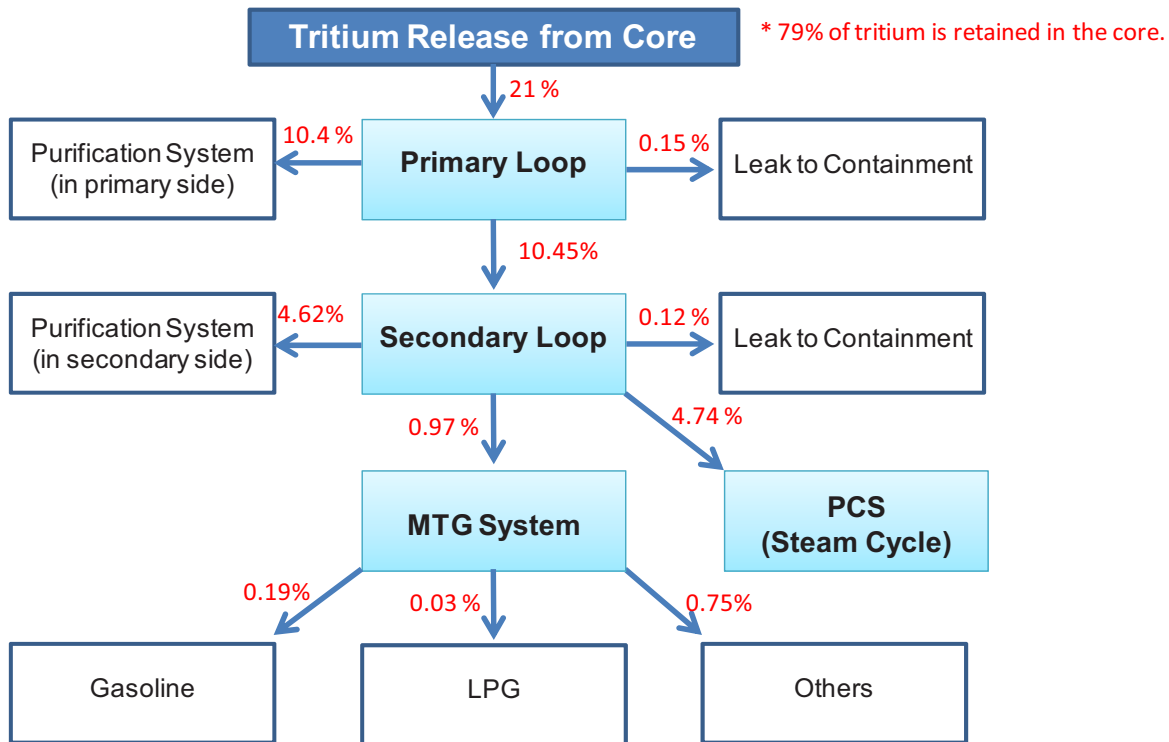 Tritium Release from Core
* 79% of tritium is retained in the core.
21 %
10.4 %
0.15 %
Purification System
(in primary side)
Primary Loop
Leak to Containment
10.45%
4.62%
0.12 %
Purification System
(in secondary side)
Secondary Loop
Leak to Containment
0.97 %
4.74 %
MTG System
PCS
(Steam Cycle)
0.19%
0.03 %
0.75%
Gasoline
LPG
Others